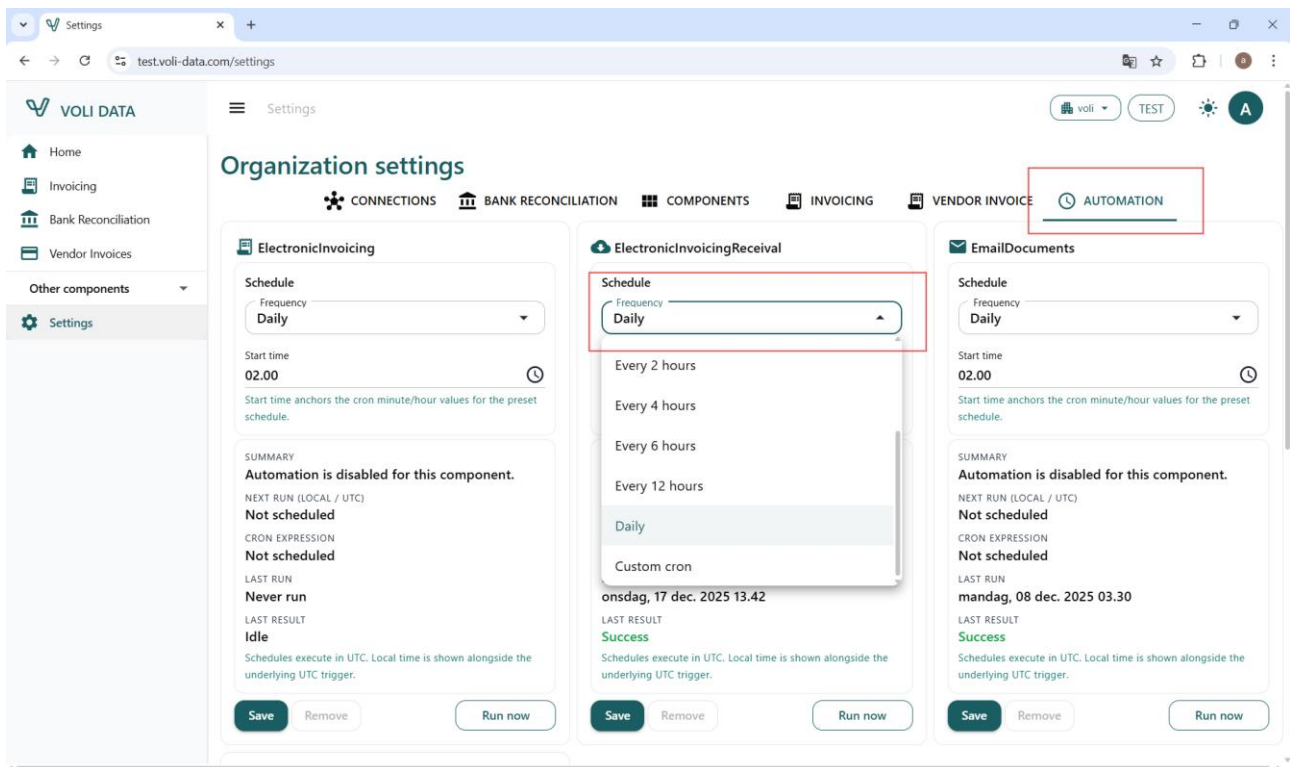 Settings
test.voli-data.com/settings
a
VOLI DATA
Settings
voli
TEST
A
Home
Invoicing
Bank Reconciliation
Vendor Invoices
Other components
Settings
Organization settings
CONNECTIONS
BANK RECONCILIATION
COMPONENTS
INVOICING
VENDOR INVOICE
AUTOMATION
ElectronicInvoicing
Schedule
Frequency
Daily
Start time
02.00
Start time anchors the cron minute/hour values for the preset
schedule.
SUMMARY
Automation is disabled for this component.
NEXT RUN (LOCAL / UTC)
Not scheduled
CRON EXPRESSION
Not scheduled
LAST RUN
Never run
LAST RESULT
Idle
Schedules execute in UTC. Local time is shown alongside the
underlying UTC trigger.
Save
Remove
Run now
ElectronicInvoicingReceival
Schedule
Frequency
Daily
Every 2 hours
Every 4 hours
Every 6 hours
Every 12 hours
Daily
Custom cron
onsdag, 17 dec. 2025 13.42
LAST RESULT
Success
Schedules execute in UTC. Local time is shown alongside the
underlying UTC trigger.
Save
Remove
Run now
EmailDocuments
Schedule
Frequency
Daily
Start time
02.00
Start time anchors the cron minute/hour values for the preset
schedule.
SUMMARY
Automation is disabled for this component.
NEXT RUN (LOCAL / UTC)
Not scheduled
CRON EXPRESSION
Not scheduled
LAST RUN
mandag, 08 dec. 2025 03.30
LAST RESULT
Success
Schedules execute in UTC. Local time is shown alongside the
underlying UTC trigger.
Save
Remove
Run now